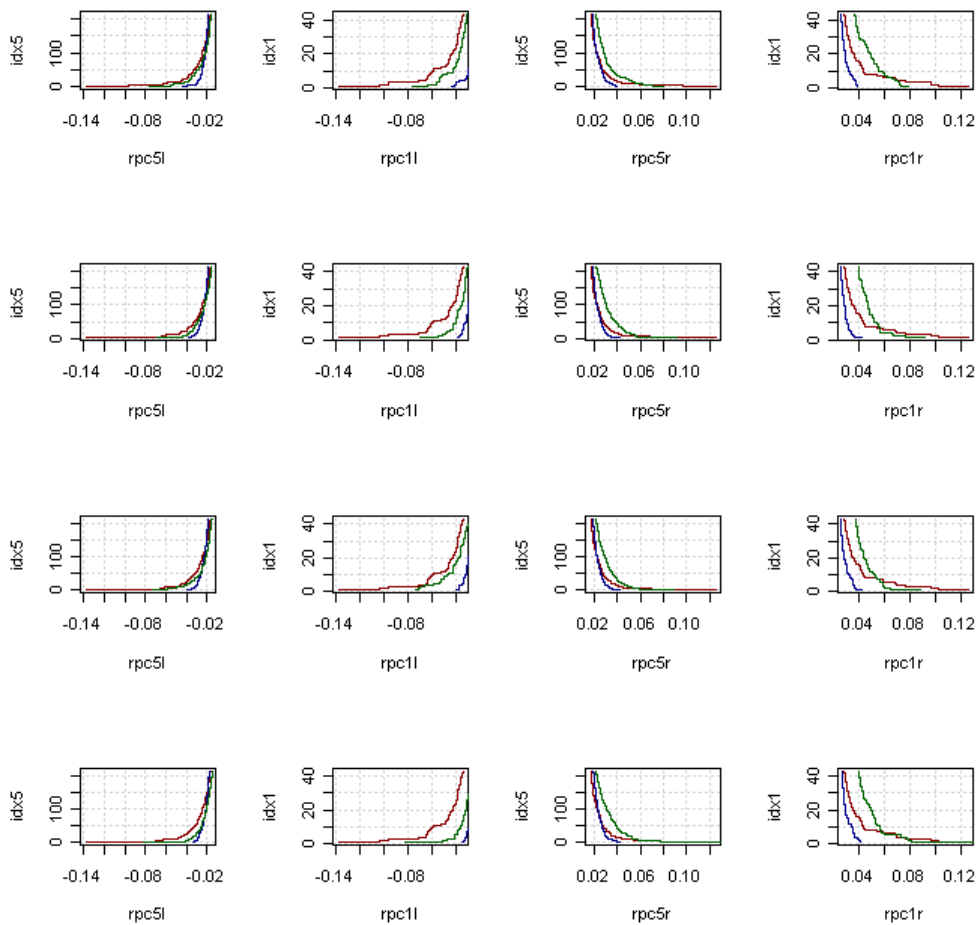 idx5 0 100 -0.14 -0.08 -0.02 rpc5l
idx1 0 20 40 -0.08 rpc1l
idx5 0 100 0.02 0.06 0.10 rpc5r
idx1 0 20 40 0.04 0.08 0.12 rpc1r
idx5 0 100 -0.14 -0.08 -0.02 rpc5l
idx1 0 20 40 -0.14 -0.08 rpc1l
idx5 0 100 0.02 0.06 0.10 rpc5r
idx1 0 20 40 0.04 0.08 0.12 rpc1r
idx5 0 100 -0.14 -0.08 -0.02 rpc5l
idx1 0 20 40 -0.14 -0.08 rpc1l
idx5 0 100 0.02 0.06 0.10 rpc5r
idx1 0 20 40 0.04 0.08 0.12 rpc1r
idx5 0 100 -0.14 -0.08 -0.02 rpc5l
idx1 0 20 40 -0.14 -0.08 rpc1l
idx5 0 100 0.02 0.06 0.10 rpc5r
idx1 0 20 40 0.04 0.08 0.12 rpc1r